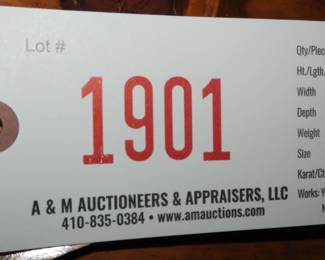 Lot #
1901
A & M AUCTIONEERS & APPRAISERS, LLC
410-835-0384 • www.amauctions.com
Qty/Piec
Ht./Lgth.
Width
Depth
Weight
Size
Karat/Ct
Works: Y